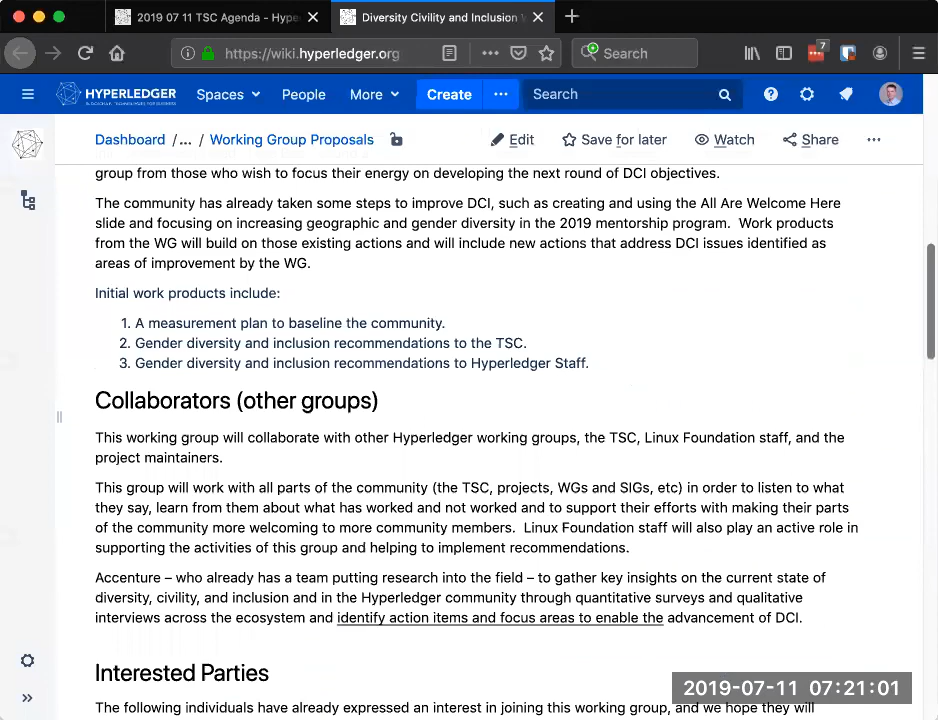 2019 07 11 TSC Agenda - Hype
Diversity Civility and Inclusion
https://wiki.hyperledger.org
Search
7
HYPERLEDGER
BLOCKCHAIN TECHNOLOGIES FOR BUSINESS
Spaces
People
More
Create
Search
Dashboard /... / Working Group Proposals
Edit
Save for later
Watch
Share
group from those who wish to focus their energy on developing the next round of DCI objectives.
The community has already taken some steps to improve DCI, such as creating and using the All Are Welcome Here
slide and focusing on increasing geographic and gender diversity in the 2019 mentorship program. Work products
from the WG will build on those existing actions and will include new actions that address DCI issues identified as
areas of improvement by the WG.
Initial work products include:
1. A measurement plan to baseline the community.
2. Gender diversity and inclusion recommendations to the TSC.
3. Gender diversity and inclusion recommendations to Hyperledger Staff.
Collaborators (other groups)
This working group will collaborate with other Hyperledger working groups, the TSC, Linux Foundation staff, and the
project maintainers.
This group will work with all parts of the community (the TSC, projects, WGs and SIGs, etc) in order to listen to what
they say, learn from them about what has worked and not worked and to support their efforts with making their parts
of the community more welcoming to more community members. Linux Foundation staff will also play an active role in
supporting the activities of this group and helping to implement recommendations.
Accenture – who already has a team putting research into the field – to gather key insights on the current state of
diversity, civility, and inclusion and in the Hyperledger community through quantitative surveys and qualitative
interviews across the ecosystem and identify action items and focus areas to enable the advancement of DCI.
Interested Parties
The following individuals have already expressed an interest in joining this working group, and we hope they will
2019-07-11 07:21:01